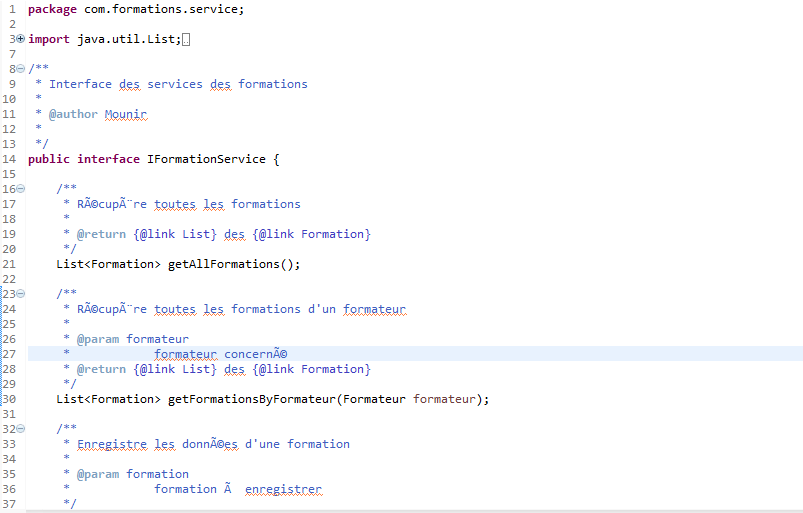 1 package com.formations.service;
2
3 import java.util.List;
7
8 /**
9 * Interface des services des formations
10 *
11 * @author Mounir
12 *
13 */
14 public interface IFormationService {
15
16 /**
17 * RÃ©cupÃ¨re toutes les formations
18 *
19 * @return {@link List} des {@link Formation}
20 */
21 List<Formation> getAllFormations();
22
23 /**
24 * RÃ©cupÃ¨re toutes les formations d'un formateur
25 *
26 * @param formateur
27 * formateur concernÃ©
28 * @return {@link List} des {@link Formation}
29 */
30 List<Formation> getFormationsByFormateur(Formateur formateur);
31
32 /**
33 * Enregistre les donnÃ©es d'une formation
34 *
35 * @param formation
36 * formation Ã  enregistrer
37 */